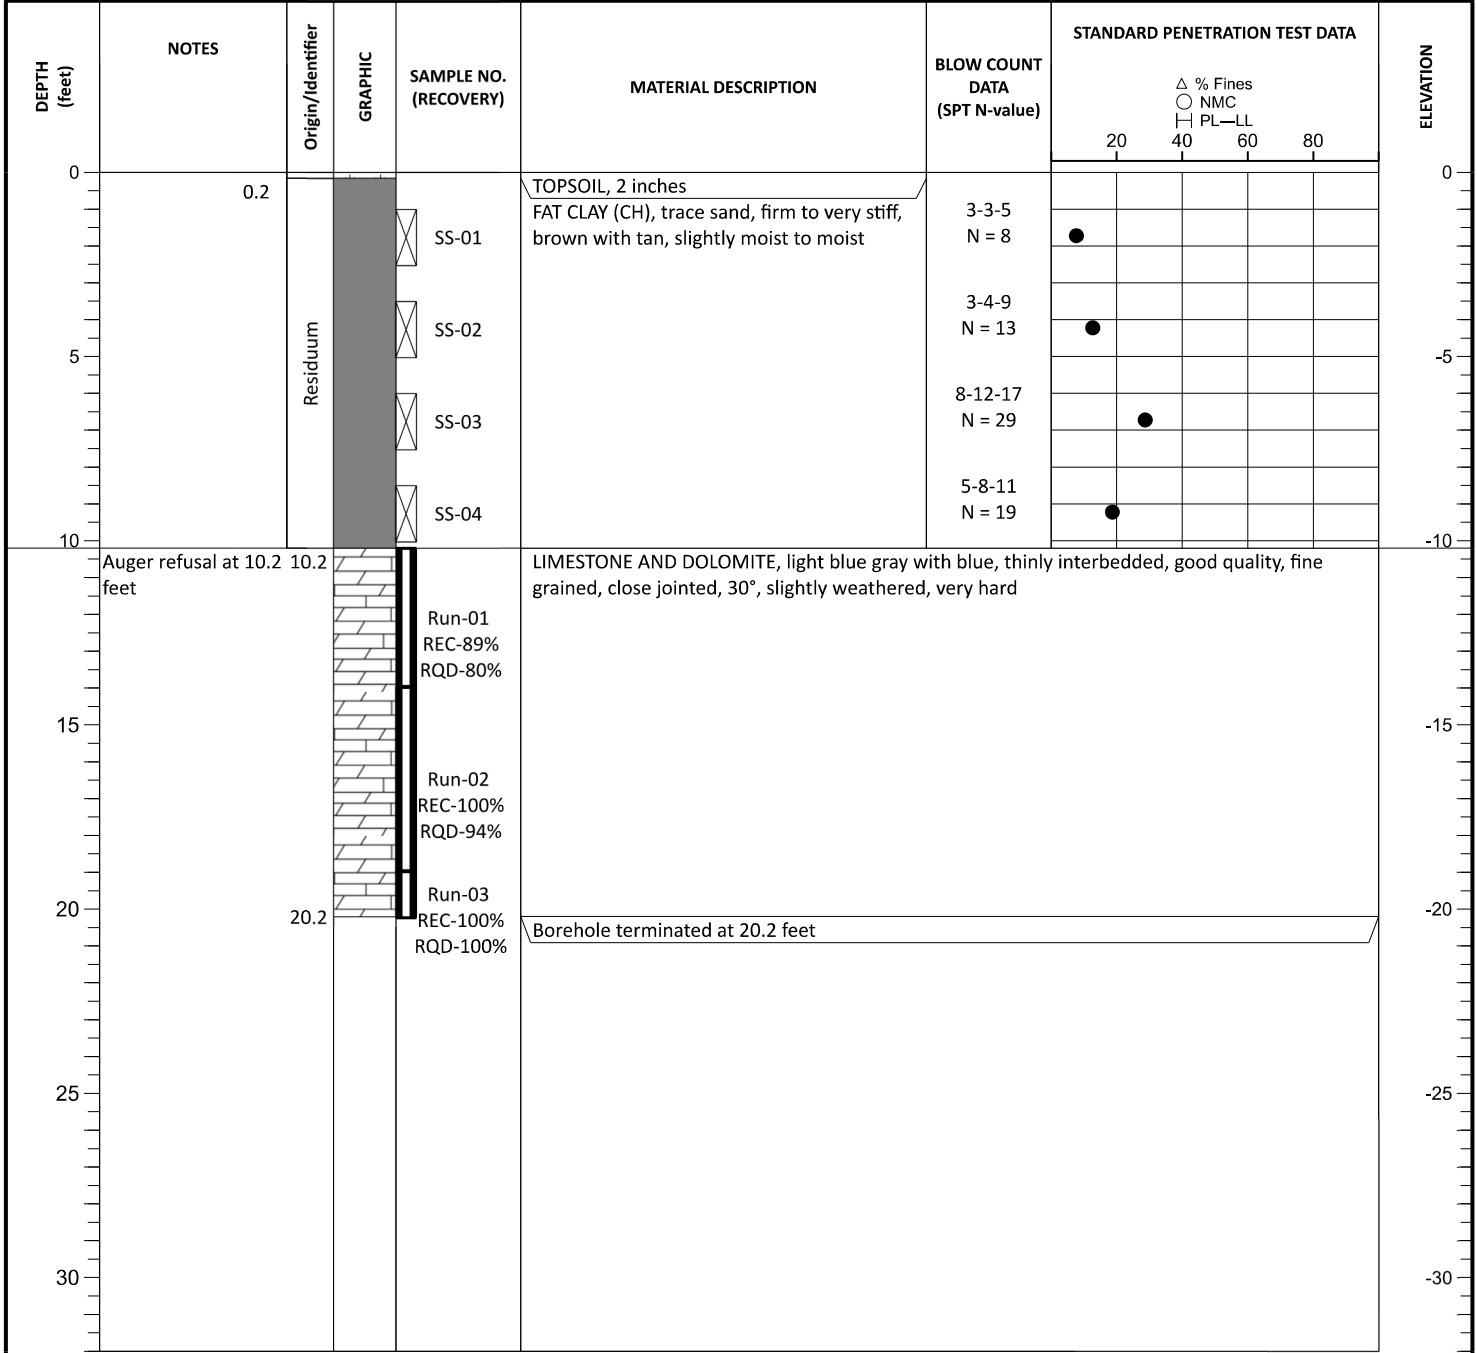 DEPTH
(feet)
NOTES
Origin/Identifier
GRAPHIC
SAMPLE NO.
(RECOVERY)
MATERIAL DESCRIPTION
BLOW COUNT
DATA
(SPT N-value)
STANDARD PENETRATION TEST DATA
△ % Fines
○ NMC
PL—LL
20 40 60 80
ELEVATION
0
0
0.2
TOPSOIL, 2 inches
FAT CLAY (CH), trace sand, firm to very stiff,
brown with tan, slightly moist to moist
Residuum
SS-01
3-3-5
N = 8
SS-02
3-4-9
N = 13
5
-5
SS-03
8-12-17
N = 29
SS-04
5-8-11
N = 19
10
-10
Auger refusal at 10.2
feet
10.2
LIMESTONE AND DOLOMITE, light blue gray with blue, thinly interbedded, good quality, fine
grained, close jointed, 30°, slightly weathered, very hard
Run-01
REC-89%
RQD-80%
15
-15
Run-02
REC-100%
RQD-94%
Run-03
REC-100%
RQD-100%
20
-20
20.2
Borehole terminated at 20.2 feet
25
-25
30
-30